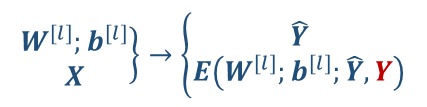 W^[l]; b^[l]
X
} → {
Ŷ
E(W^[l]; b^[l]; Ŷ, Y)